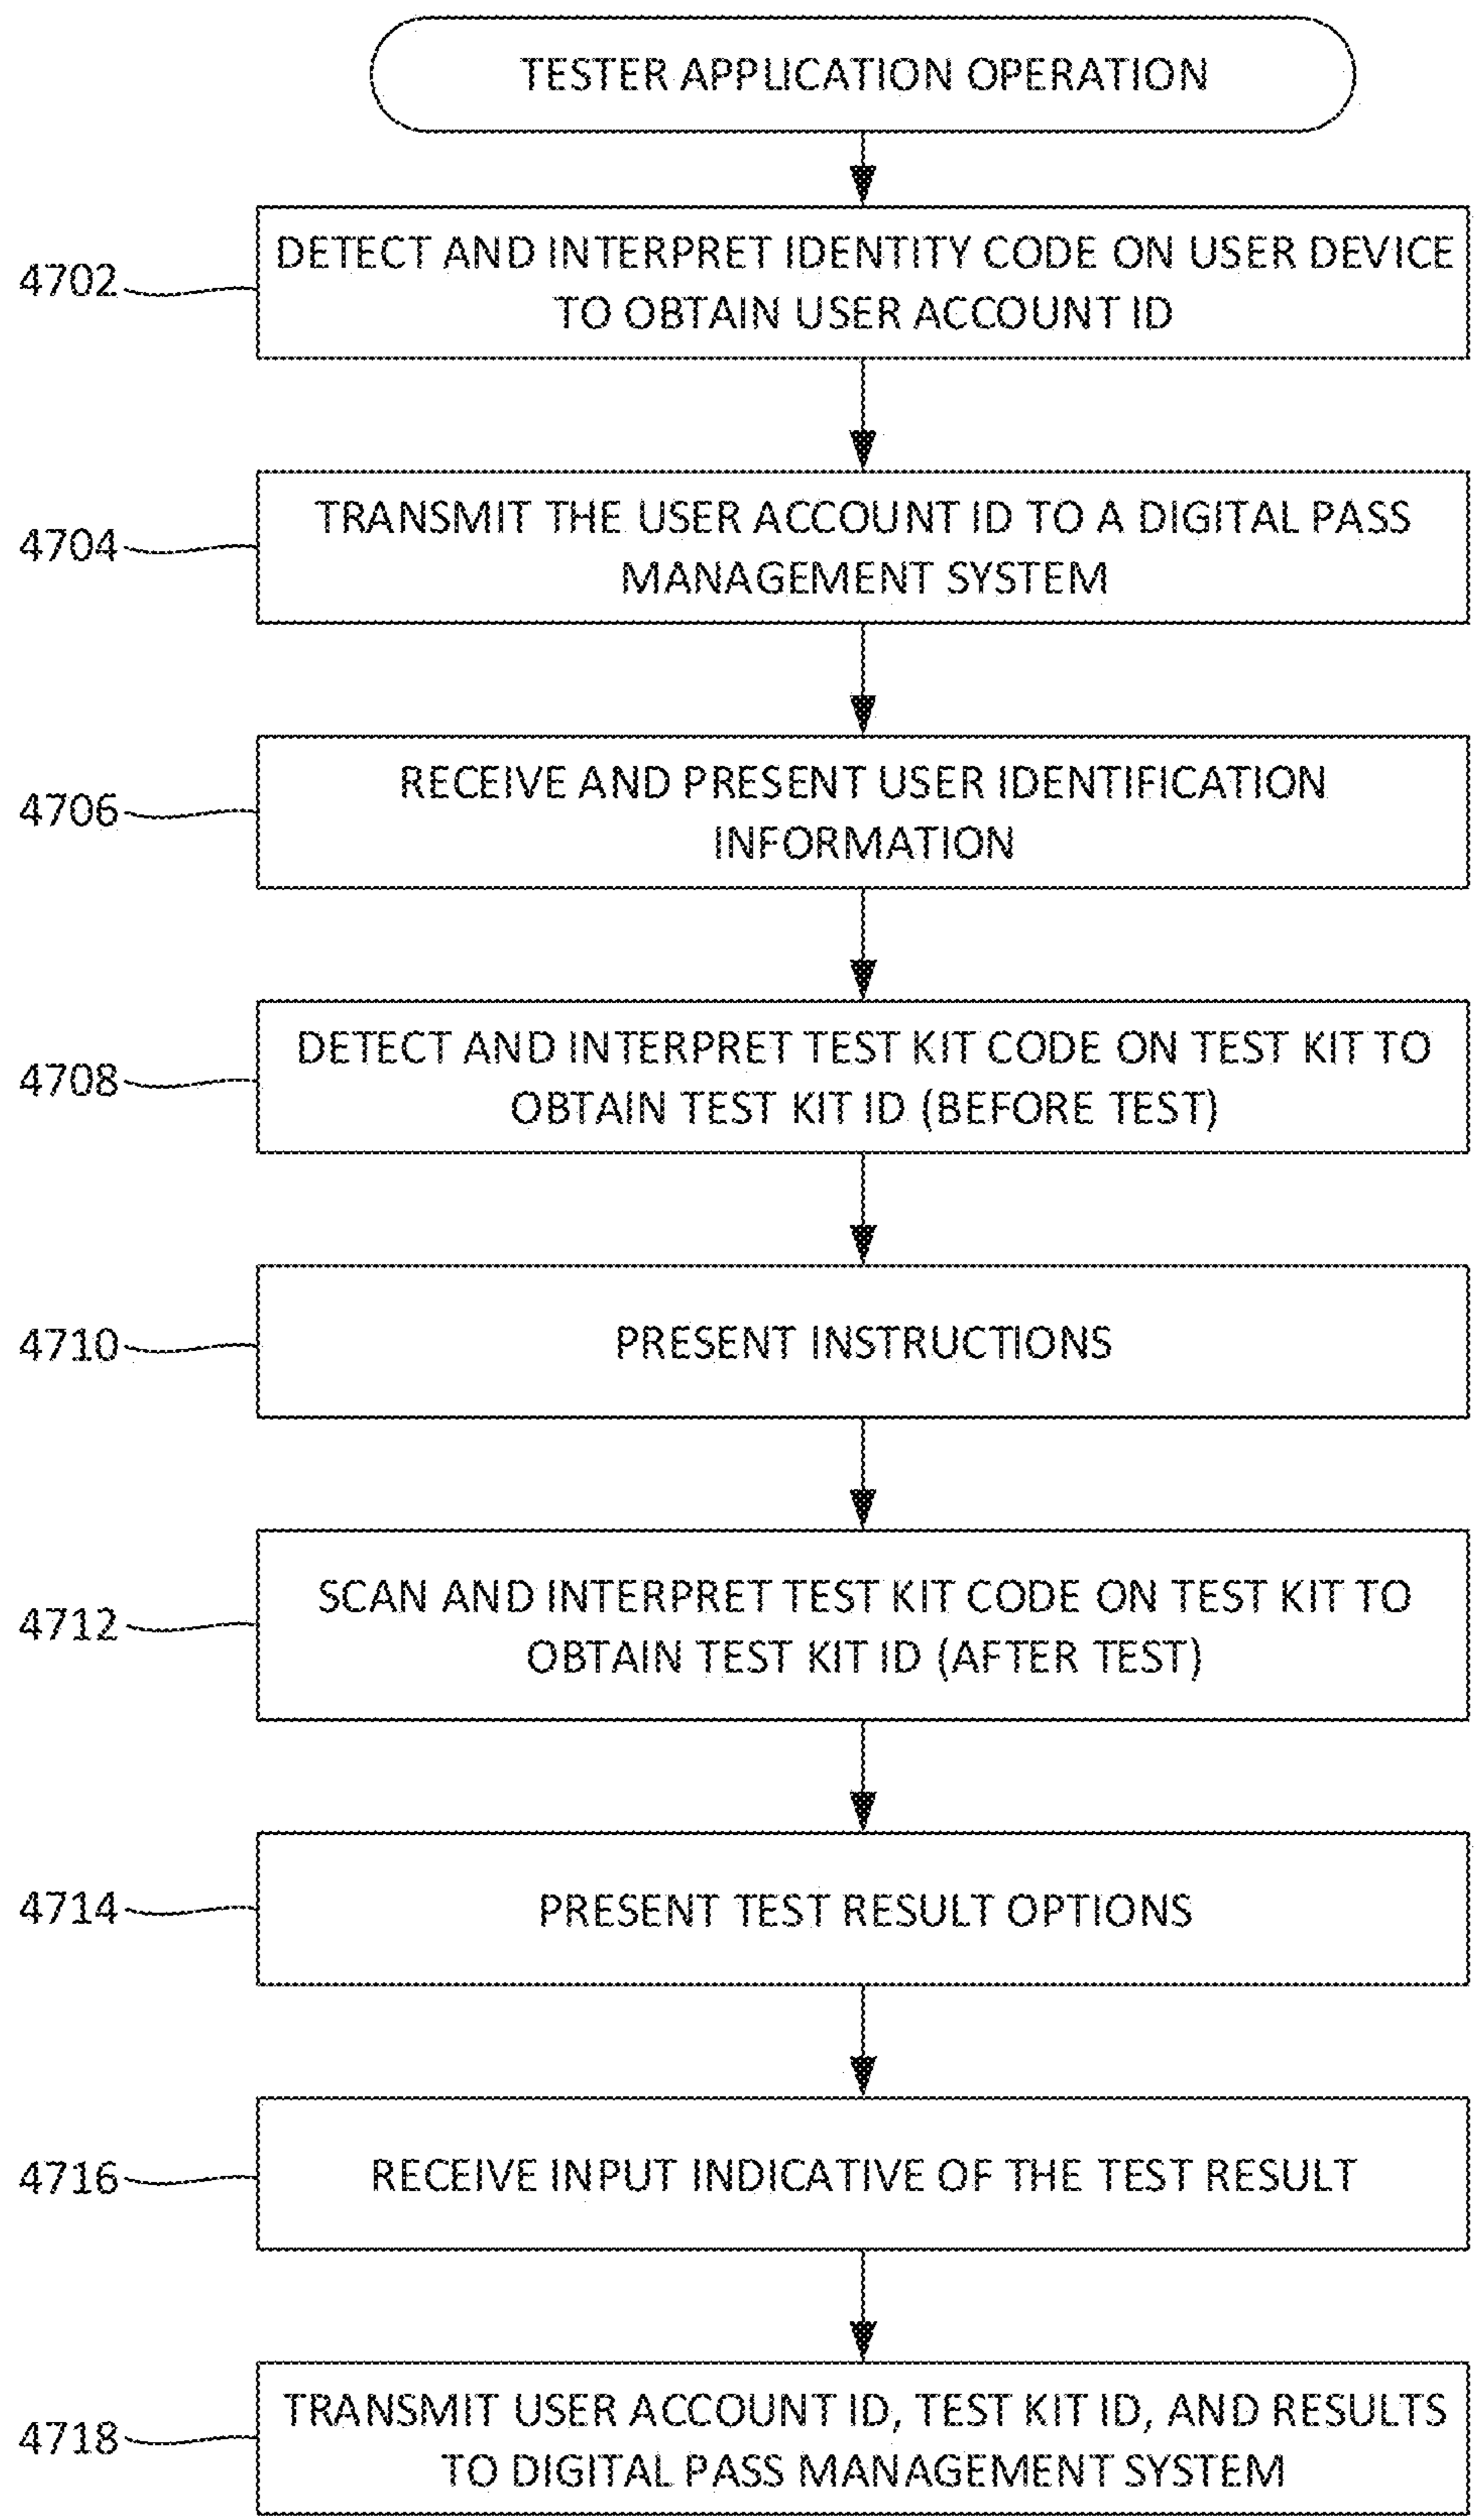 TESTER APPLICATION OPERATION
4702
DETECT AND INTERPRET IDENTITY CODE ON USER DEVICE
TO OBTAIN USER ACCOUNT ID
4704
TRANSMIT THE USER ACCOUNT ID TO A DIGITAL PASS
MANAGEMENT SYSTEM
4706
RECEIVE AND PRESENT USER IDENTIFICATION
INFORMATION
4708
DETECT AND INTERPRET TEST KIT CODE ON TEST KIT TO
OBTAIN TEST KIT ID (BEFORE TEST)
4710
PRESENT INSTRUCTIONS
4712
SCAN AND INTERPRET TEST KIT CODE ON TEST KIT TO
OBTAIN TEST KIT ID (AFTER TEST)
4714
PRESENT TEST RESULT OPTIONS
4716
RECEIVE INPUT INDICATIVE OF THE TEST RESULT
4718
TRANSMIT USER ACCOUNT ID, TEST KIT ID, AND RESULTS
TO DIGITAL PASS MANAGEMENT SYSTEM